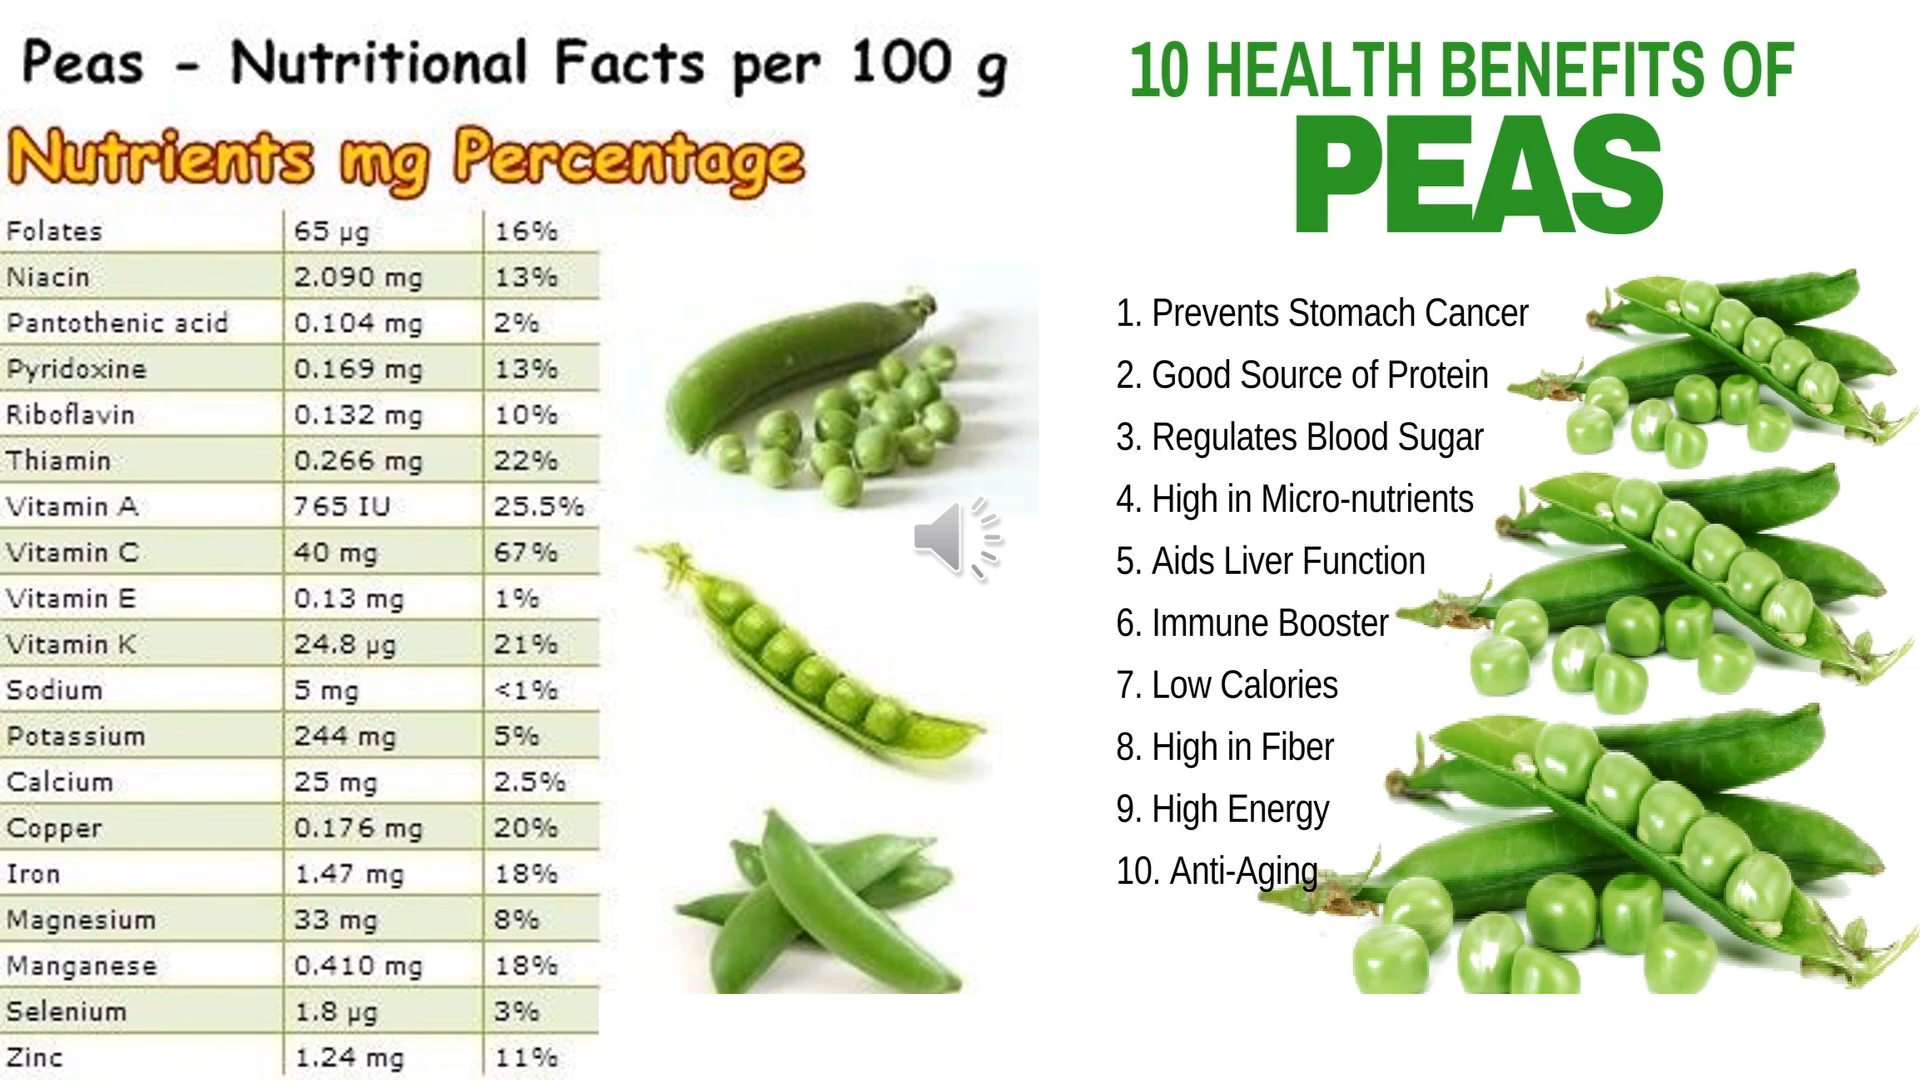 Peas - Nutritional Facts per 100 g
Nutrients mg Percentage
Folates 65 µg 16%
Niacin 2.090 mg 13%
Pantothenic acid 0.104 mg 2%
Pyridoxine 0.169 mg 13%
Riboflavin 0.132 mg 10%
Thiamin 0.266 mg 22%
Vitamin A 765 IU 25.5%
Vitamin C 40 mg 67%
Vitamin E 0.13 mg 1%
Vitamin K 24.8 µg 21%
Sodium 5 mg <1%
Potassium 244 mg 5%
Calcium 25 mg 2.5%
Copper 0.176 mg 20%
Iron 1.47 mg 18%
Magnesium 33 mg 8%
Manganese 0.410 mg 18%
Selenium 1.8 µg 3%
Zinc 1.24 mg 11%
10 HEALTH BENEFITS OF
PEAS
1. Prevents Stomach Cancer
2. Good Source of Protein
3. Regulates Blood Sugar
4. High in Micro-nutrients
5. Aids Liver Function
6. Immune Booster
7. Low Calories
8. High in Fiber
9. High Energy
10. Anti-Aging